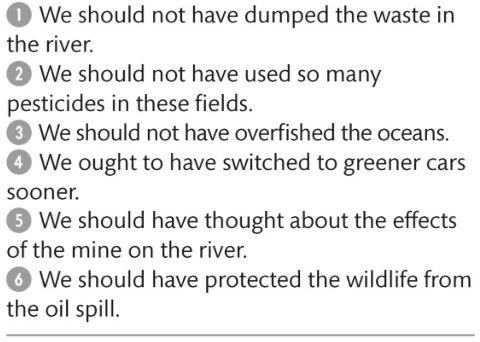 1 We should not have dumped the waste in
the river.
2 We should not have used so many
pesticides in these fields.
3 We should not have overfished the oceans.
4 We ought to have switched to greener cars
sooner.
5 We should have thought about the effects
of the mine on the river.
6 We should have protected the wildlife from
the oil spill.